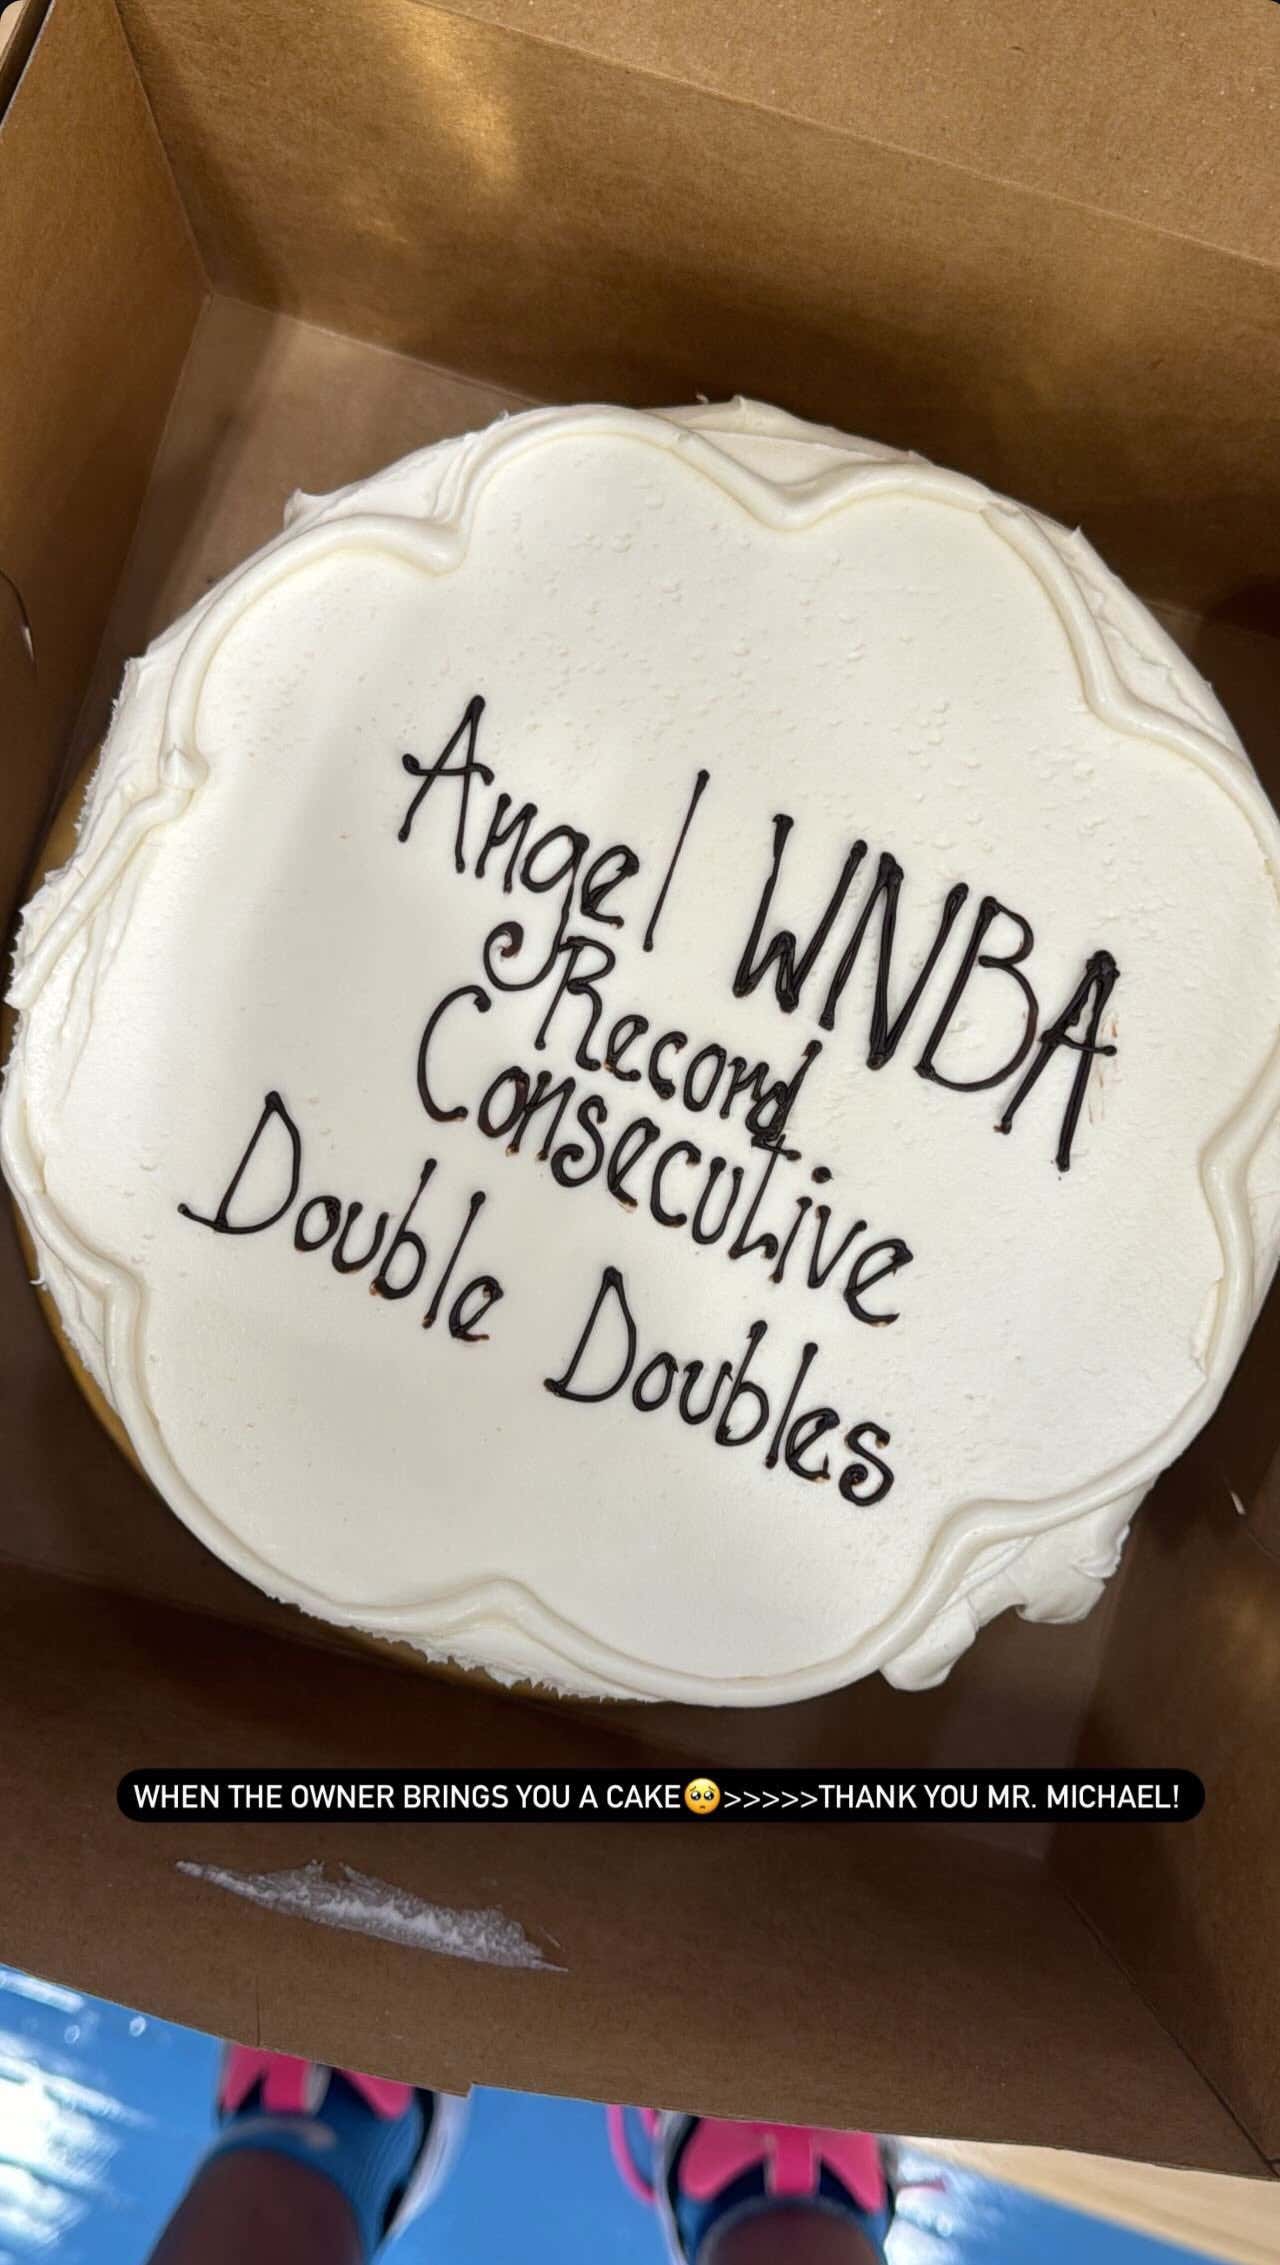 Angel WNBA
Record
Consecutive
Double Doubles
WHEN THE OWNER BRINGS YOU A CAKE🥺>>>>>THANK YOU MR. MICHAEL!